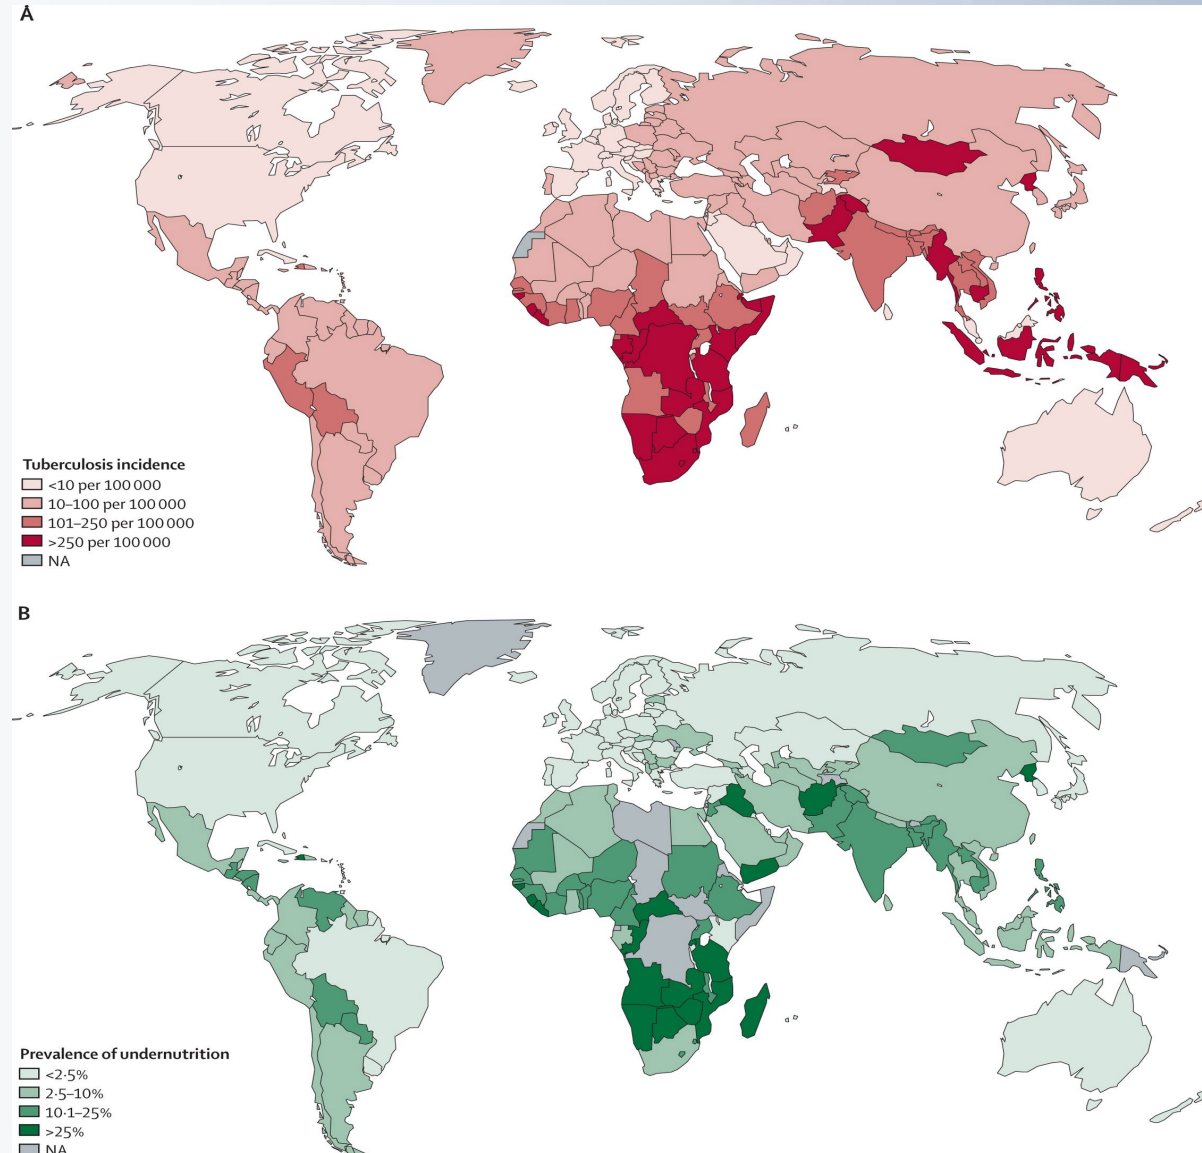 A
Tuberculosis incidence
<10 per 100 000
10–100 per 100 000
101–250 per 100 000
>250 per 100 000
NA
B
Prevalence of undernutrition
<2·5%
2·5–10%
10·1–25%
>25%
NA